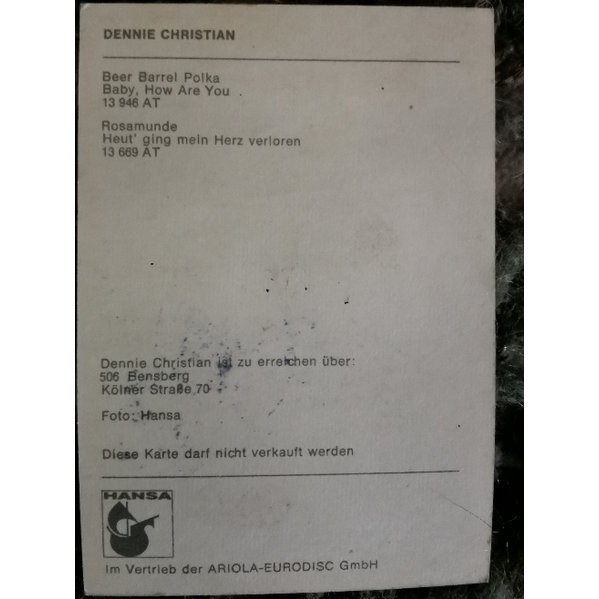 DENNIE CHRISTIAN
Beer Barrel Polka
Baby, How Are You
13 946 AT
Rosamunde
Heut' ging mein Herz verloren
13 669 AT
Dennie Christian ist zu erreichen über:
506 Bensberg
Kölner Straße 70
Foto: Hansa
Diese Karte darf nicht verkauft werden
HANSA
Im Vertrieb der ARIOLA-EURODISC GmbH